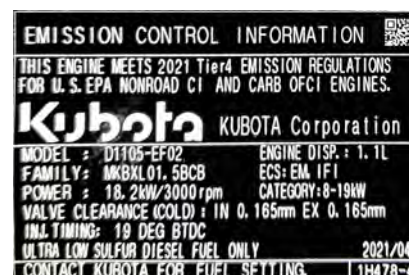 EMISSION CONTROL INFORMATION
THIS ENGINE MEETS 2021 Tier4 EMISSION REGULATIONS
FOR U.S. EPA NONROAD CI AND CARB OFCI ENGINES.
Kubota KUBOTA Corporation
MODEL : D1105-EF02 ENGINE DISP.: 1.1L
FAMILY: MKBXL01.5BCB ECS: EM, IFI
POWER : 18.2kW/3000rpm CATEGORY:8-19kW
VALVE CLEARANCE(COLD) : IN 0.165mm EX 0.165mm
INJ.TIMING: 19 DEG BTDC
ULTRA LOW SULFUR DIESEL FUEL ONLY 2021/04
CONTACT KUBOTA FOR FUEL SETTING. 1H478-